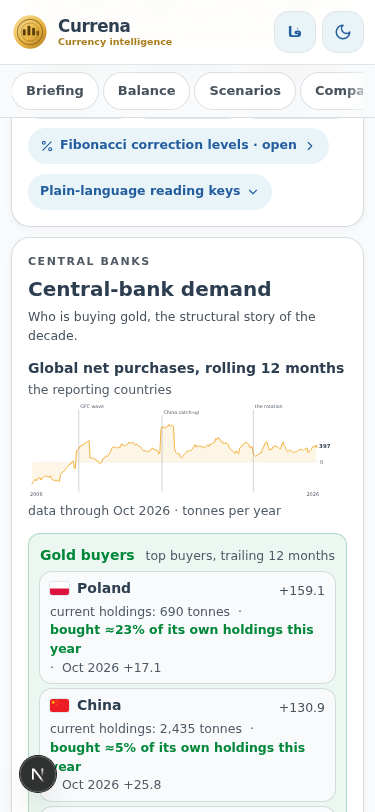 Currena
Currency intelligence
فا
Briefing
Balance
Scenarios
Compa
% Fibonacci correction levels · open
Plain-language reading keys
CENTRAL BANKS
Central-bank demand
Who is buying gold, the structural story of the
decade.
Global net purchases, rolling 12 months
the reporting countries
GFC wave
China catch-up
the rotation
397
0
2008
2026
data through Oct 2026 · tonnes per year
Gold buyers top buyers, trailing 12 months
Poland +159.1
current holdings: 690 tonnes ·
bought ≈23% of its own holdings this
year
· Oct 2026 +17.1
China +130.9
current holdings: 2,435 tonnes ·
bought ≈5% of its own holdings this
year
Oct 2026 +25.8
N